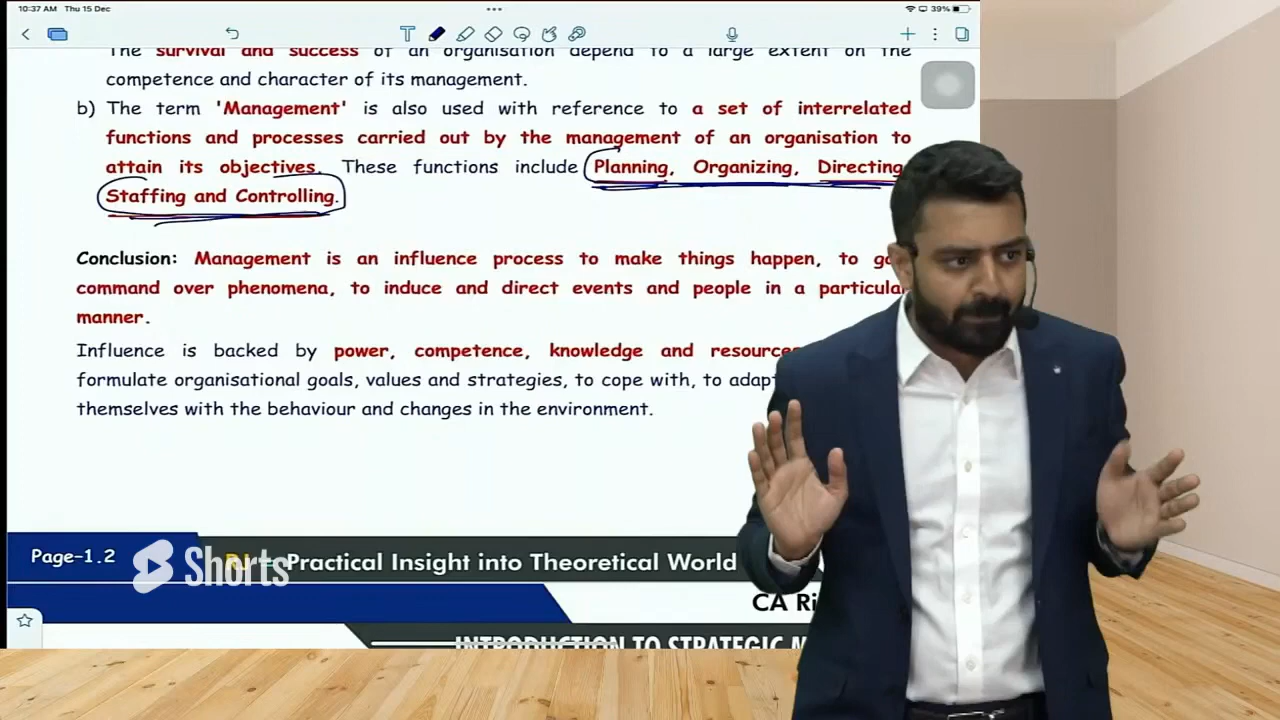 10:37 AM Thu 15 Dec
39%
The survival and success of an organisation depend to a large extent on the
competence and character of its management.
b) The term 'Management' is also used with reference to a set of interrelated
functions and processes carried out by the management of an organisation to
attain its objectives. These functions include Planning, Organizing, Directing,
Staffing and Controlling.
Conclusion: Management is an influence process to make things happen, to
command over phenomena, to induce and direct events and people in a particular
manner.
Influence is backed by power, competence, knowledge and resources
formulate organisational goals, values and strategies, to cope with, to adapt
themselves with the behaviour and changes in the environment.
Page-1.2
Shorts
Practical Insight into Theoretical World
CA
INTRODUCTION TO STRATEGIC